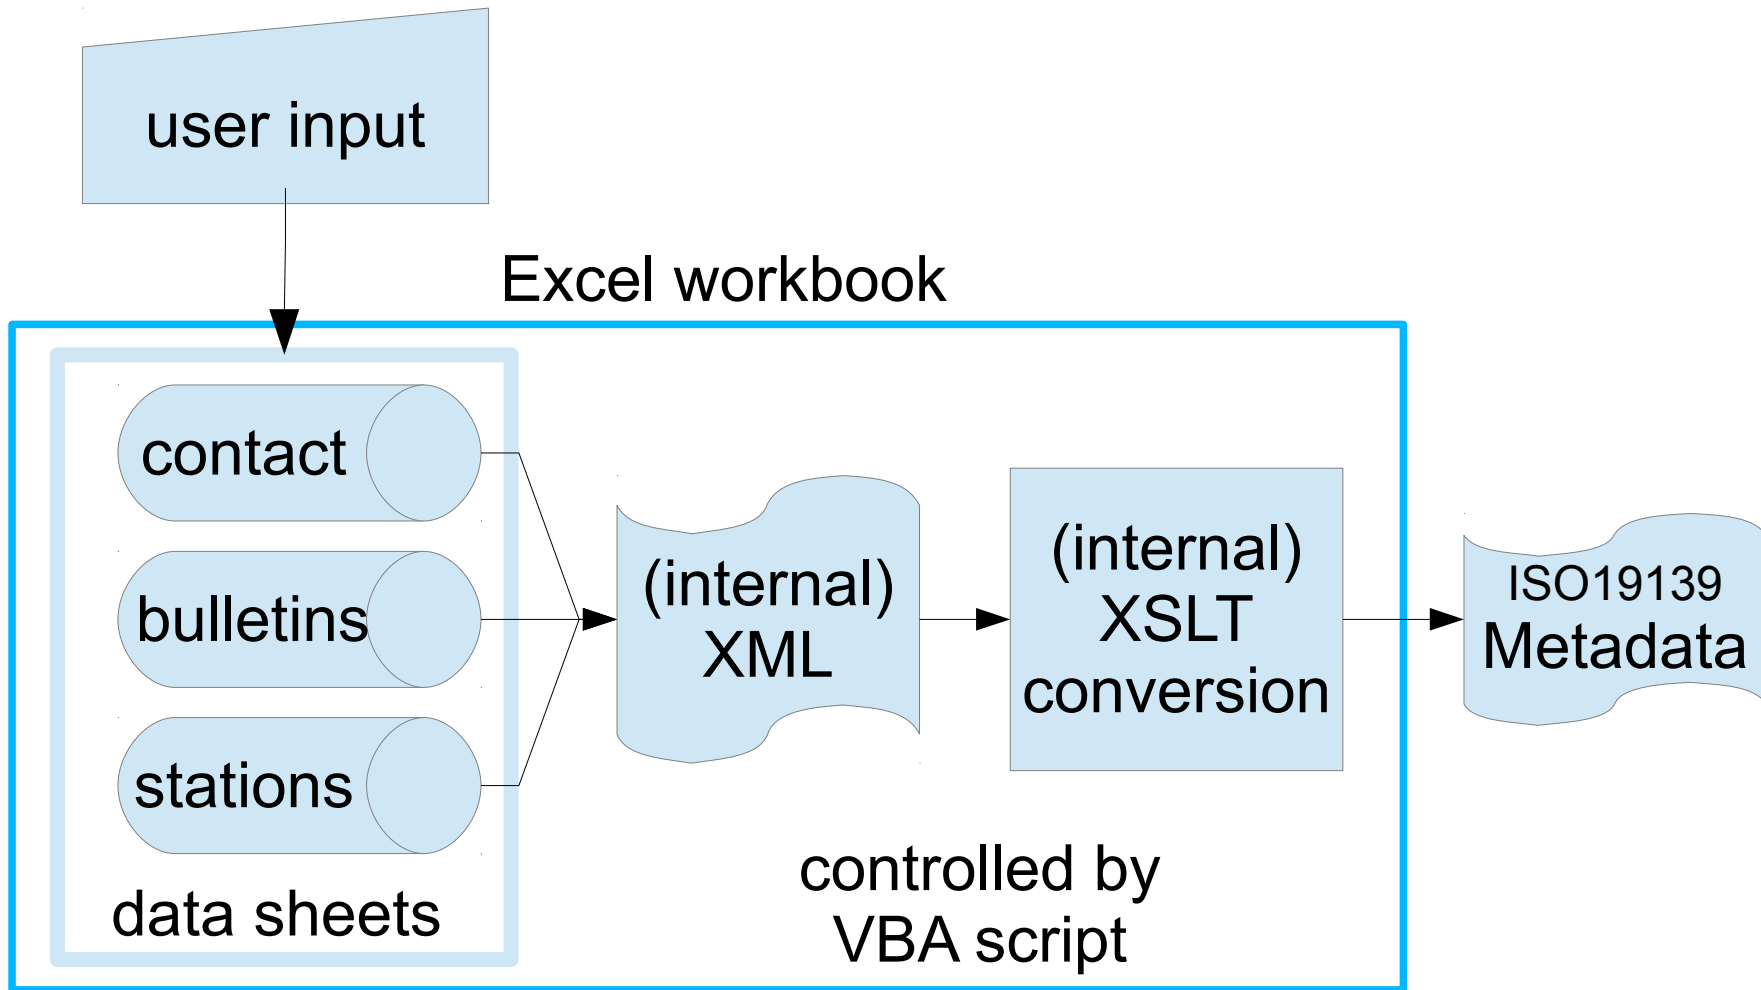 user input
Excel workbook
contact
bulletins
stations
data sheets
(internal)
XML
(internal)
XSLT
conversion
controlled by
VBA script
ISO19139
Metadata